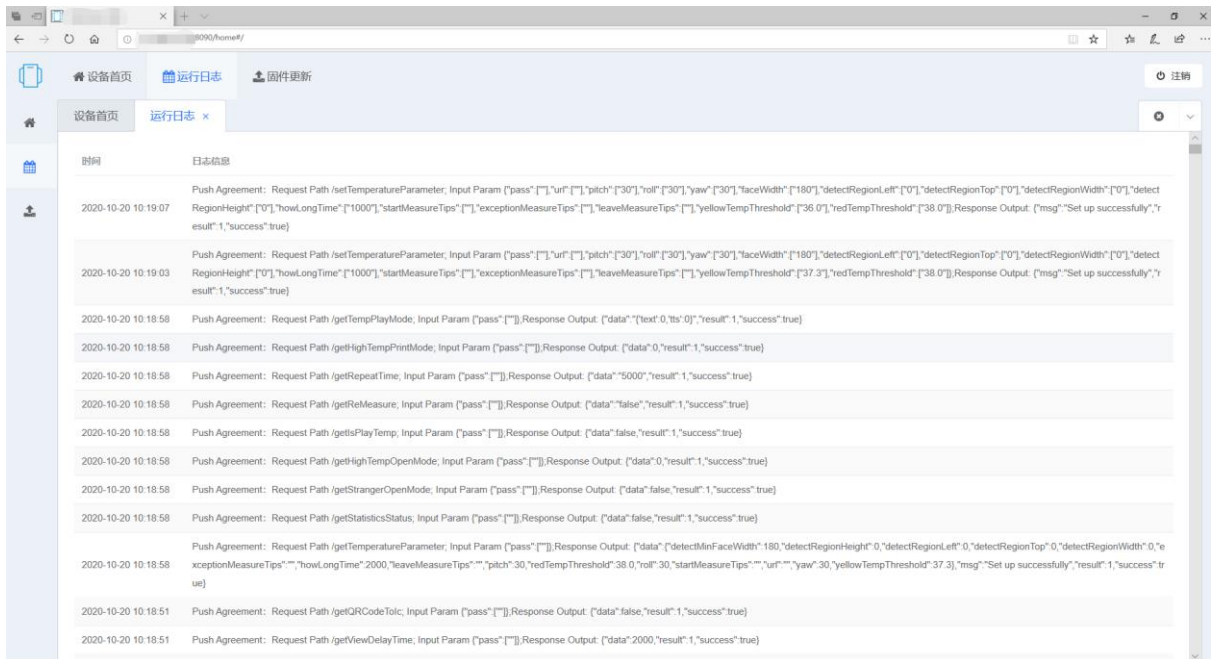 8090/home#/
设备首页 运行日志 固件更新 注销
设备首页 运行日志 ×
时间 日志信息
Push Agreement：Request Path /setTemperatureParameter; Input Param {"pass":[""],"url":[""],"pitch":["30"],"roll":["30"],"yaw":["30"],"faceWidth":["180"],"detectRegionLeft":["0"],"detectRegionTop":["0"],"detectRegionWidth":["0"],"detect
2020-10-20 10:19:07 RegionHeight":["0"],"howLongTime":["1000"],"startMeasureTips":[""],"exceptionMeasureTips":[""],"leaveMeasureTips":[""],"yellowTempThreshold":["36.0"],"redTempThreshold":["38.0"]};Response Output: {"msg":"Set up successfully","r
esult":1,"success":true}
Push Agreement：Request Path /setTemperatureParameter; Input Param {"pass":[""],"url":[""],"pitch":["30"],"roll":["30"],"yaw":["30"],"faceWidth":["180"],"detectRegionLeft":["0"],"detectRegionTop":["0"],"detectRegionWidth":["0"],"detect
2020-10-20 10:19:03 RegionHeight":["0"],"howLongTime":["1000"],"startMeasureTips":[""],"exceptionMeasureTips":[""],"leaveMeasureTips":[""],"yellowTempThreshold":["37.3"],"redTempThreshold":["38.0"]};Response Output: {"msg":"Set up successfully","r
esult":1,"success":true}
2020-10-20 10:18:58 Push Agreement：Request Path /getTempPlayMode; Input Param {"pass":[""]};Response Output: {"data":"{'text':0,'tts':0}","result":1,"success":true}
2020-10-20 10:18:58 Push Agreement：Request Path /getHighTempPrintMode; Input Param {"pass":[""]};Response Output: {"data":0,"result":1,"success":true}
2020-10-20 10:18:58 Push Agreement：Request Path /getRepeatTime; Input Param {"pass":[""]};Response Output: {"data":"5000","result":1,"success":true}
2020-10-20 10:18:58 Push Agreement：Request Path /getReMeasure; Input Param {"pass":[""]};Response Output: {"data":"false","result":1,"success":true}
2020-10-20 10:18:58 Push Agreement：Request Path /getIsPlayTemp; Input Param {"pass":[""]};Response Output: {"data":false,"result":1,"success":true}
2020-10-20 10:18:58 Push Agreement：Request Path /getHighTempOpenMode; Input Param {"pass":[""]};Response Output: {"data":0,"result":1,"success":true}
2020-10-20 10:18:58 Push Agreement：Request Path /getStrangerOpenMode; Input Param {"pass":[""]};Response Output: {"data":false,"result":1,"success":true}
2020-10-20 10:18:58 Push Agreement：Request Path /getStatisticsStatus; Input Param {"pass":[""]};Response Output: {"data":false,"result":1,"success":true}
Push Agreement：Request Path /getTemperatureParameter; Input Param {"pass":[""]};Response Output: {"data":{"detectMinFaceWidth":180,"detectRegionHeight":0,"detectRegionLeft":0,"detectRegionTop":0,"detectRegionWidth":0,"e
2020-10-20 10:18:58 xceptionMeasureTips":"","howLongTime":2000,"leaveMeasureTips":"","pitch":30,"redTempThreshold":38.0,"roll":30,"startMeasureTips":"","url":"","yaw":30,"yellowTempThreshold":37.3},"msg":"Set up successfully","result":1,"success":tr
ue}
2020-10-20 10:18:51 Push Agreement：Request Path /getQRCodeToIc; Input Param {"pass":[""]};Response Output: {"data":false,"result":1,"success":true}
2020-10-20 10:18:51 Push Agreement：Request Path /getViewDelayTime; Input Param {"pass":[""]};Response Output: {"data":2000,"result":1,"success":true}